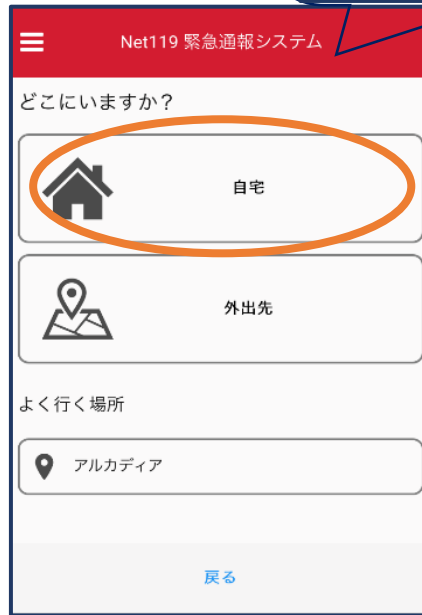 Net119 緊急通報システム
どこにいますか？
自宅
外出先
よく行く場所
アルカディア
戻る